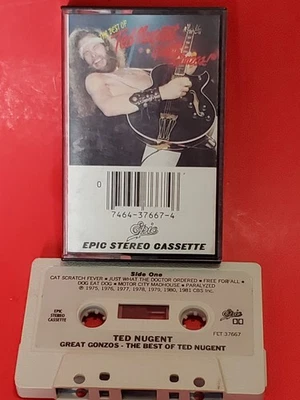 THE BEST OF
0
7464-37667-4
Epic
EPIC STEREO CASSETTE
Side One
CAT SCRATCH FEVER • JUST WHAT THE DOCTOR ORDERED • FREE FOR ALL
DOG EAT DOG • MOTOR CITY MADHOUSE • PARALYZED
℗ 1975, 1976, 1977, 1978, 1979, 1980, 1981 CBS Inc.
EPIC
STEREO
CASSETTE
Epic
FET 37667
TED NUGENT
GREAT GONZOS - THE BEST OF TED NUGENT